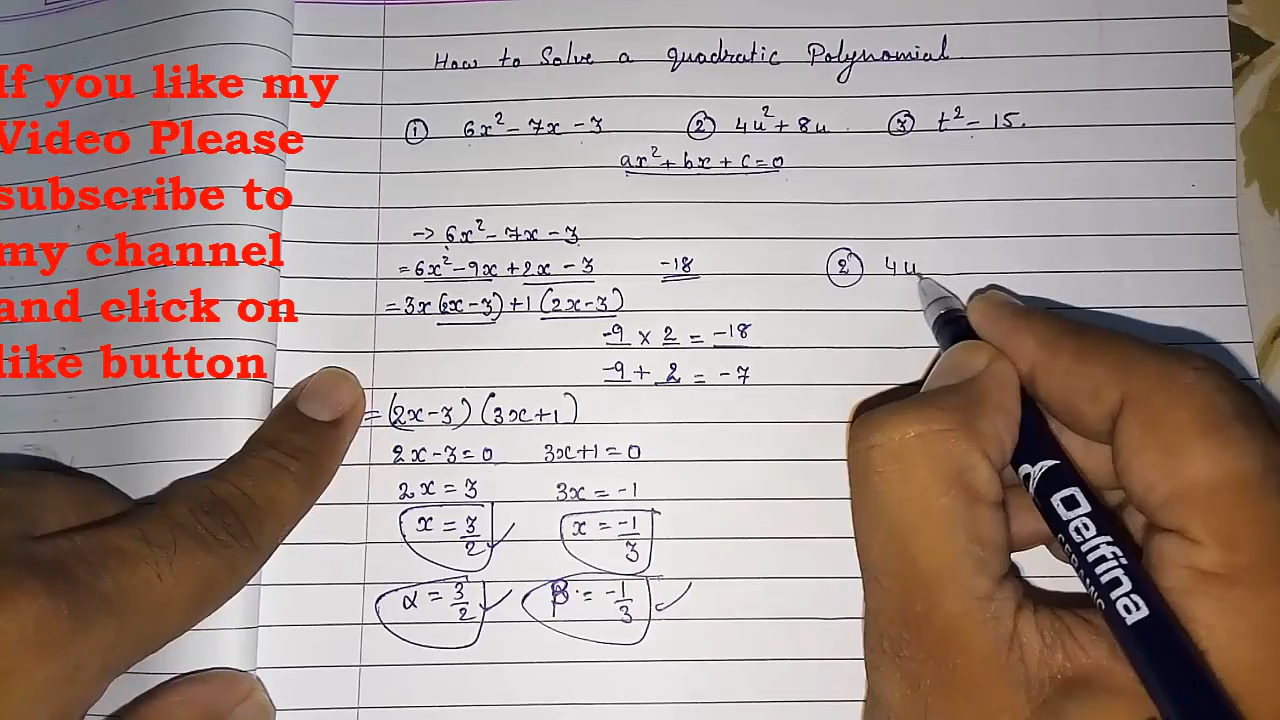 If you like my
Video Please
subscribe to
my channel
and click on
like button
How to Solve a quadratic Polynomial
① 6x² - 7x - 3 ② 4u² + 8u ③ t² - 15.
ax² + bx + c = 0
→ 6x² - 7x - 3
= 6x² - 9x + 2x - 3 -18
= 3x(2x - 3) + 1(2x - 3)
-9 × 2 = -18
-9 + 2 = -7
= (2x - 3)(3x + 1)
2x - 3 = 0 3x + 1 = 0
2x = 3 3x = -1
x = 3/2 x = -1/3
α = 3/2 β = -1/3
② 4u
Delfina